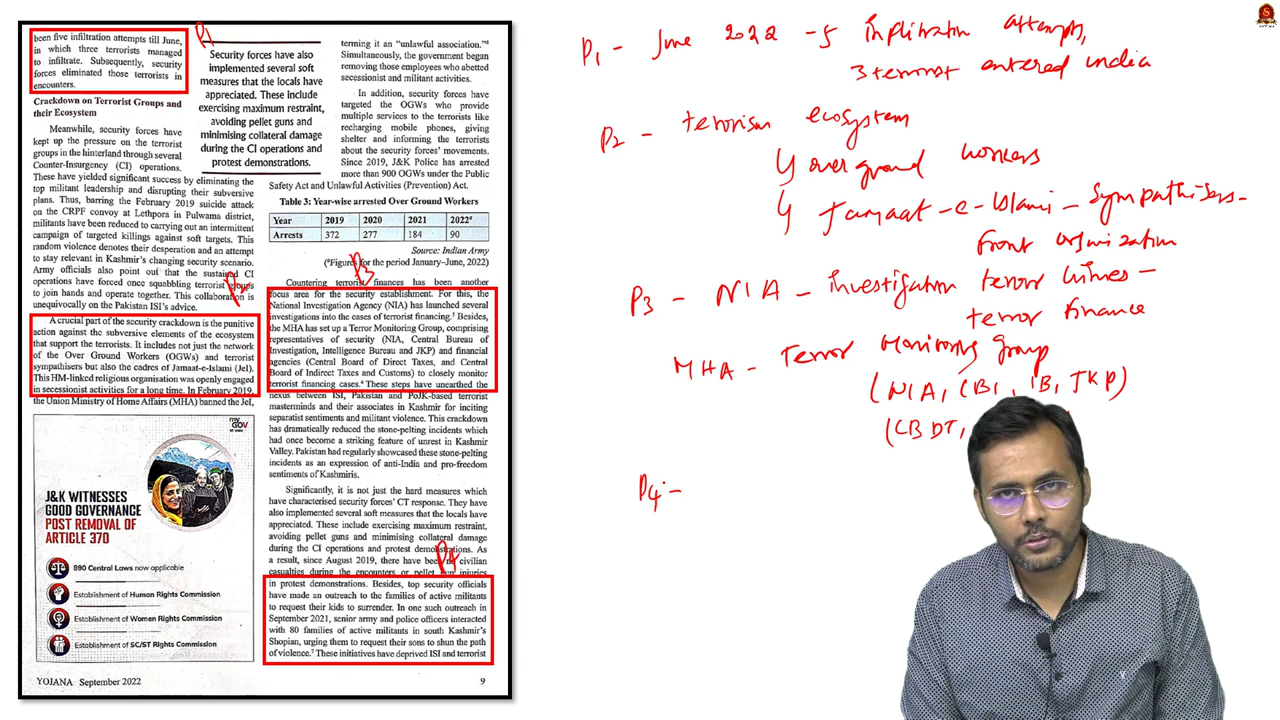 been five infiltration attempts till June,
in which three terrorists managed
to infiltrate. Subsequently, security
forces eliminated those terrorists in
encounters.
Crackdown on Terrorist Groups and
their Ecosystem
Meanwhile, security forces have
kept up the pressure on the terrorist
groups in the hinterland through several
Counter-Insurgency (CI) operations.
These have yielded significant success by eliminating the
top militant leadership and disrupting their subversive
plans. Thus, barring the February 2019 suicide attack
on the CRPF convoy at Lethpora in Pulwama district,
militants have been reduced to carrying out an intermittent
campaign of targeted killings against soft targets. This
random violence denotes their desperation and an attempt
to stay relevant in Kashmir's changing security scenario.
Army officials also point out that the sustained CI
operations have forced once squabbling terrorist groups
to join hands and operate together. This collaboration is
unequivocally on the Pakistan ISI's advice.
A crucial part of the security crackdown is the punitive
action against the subversive elements of the ecosystem
that support the terrorists. It includes not just the network
of the Over Ground Workers (OGWs) and terrorist
sympathisers but also the cadres of Jamaat-e-Islami (JeI).
This HM-linked religious organisation was openly engaged
in secessionist activities for a long time. In February 2019,
the Union Ministry of Home Affairs (MHA) banned the JeI,
my
GOV
J&K WITNESSES
GOOD GOVERNANCE
POST REMOVAL OF
ARTICLE 370
890 Central Laws now applicable
Establishment of Human Rights Commission
Establishment of Women Rights Commission
Establishment of SC/ST Rights Commission
YOJANA September 2022
P1
Security forces have also
implemented several soft
measures that the locals have
appreciated. These include
exercising maximum restraint,
avoiding pellet guns and
minimising collateral damage
during the CI operations and
protest demonstrations.
terming it an “unlawful association.”4
Simultaneously, the government began
removing those employees who abetted
secessionist and militant activities.
In addition, security forces have
targeted the OGWs who provide
multiple services to the terrorists like
recharging mobile phones, giving
shelter and informing the terrorists
about the security forces' movements.
Since 2019, J&K Police has arrested
more than 900 OGWs under the Public
Safety Act and Unlawful Activities (Prevention) Act.
Table 3: Year-wise arrested Over Ground Workers
Year 2019 2020 2021 2022#
Arrests 372 277 184 90
Source: Indian Army
(#Figures for the period January–June, 2022)
P3
P2
Countering terrorist finances has been another
focus area for the security establishment. For this, the
National Investigation Agency (NIA) has launched several
investigations into the cases of terrorist financing.5 Besides,
the MHA has set up a Terror Monitoring Group, comprising
representatives of security (NIA, Central Bureau of
Investigation, Intelligence Bureau and JKP) and financial
agencies (Central Board of Direct Taxes, and Central
Board of Indirect Taxes and Customs) to closely monitor
terrorist financing cases.6 These steps have unearthed the
nexus between ISI, Pakistan and PoJK-based terrorist
masterminds and their associates in Kashmir for inciting
separatist sentiments and militant violence. This crackdown
has dramatically reduced the stone-pelting incidents which
had once become a striking feature of unrest in Kashmir
Valley. Pakistan had regularly showcased these stone-pelting
incidents as an expression of anti-India and pro-freedom
sentiments of Kashmiris.
Significantly, it is not just the hard measures which
have characterised security forces' CT response. They have
also implemented several soft measures that the locals have
appreciated. These include exercising maximum restraint,
avoiding pellet guns and minimising collateral damage
during the CI operations and protest demonstrations. As
a result, since August 2019, there have been no civilian
casualties during the encounters or pellet gun injuries
P4
in protest demonstrations. Besides, top security officials
have made an outreach to the families of active militants
to request their kids to surrender. In one such outreach in
September 2021, senior army and police officers interacted
with 80 families of active militants in south Kashmir's
Shopian, urging them to request their sons to shun the path
of violence.7 These initiatives have deprived ISI and terrorist
9
P1 - June 2022 - 5 infiltration attempts,
3 terrorist entered india
P2 - terrorism ecosystem
over ground workers
Jamaat-e-Islami - Sympathisers -
front organization
P3 - NIA - investigation terror crimes -
terror finance
MHA - Terror Monitoring group
(NIA, CBI, IB, JKP)
(CBDT,
P4 -